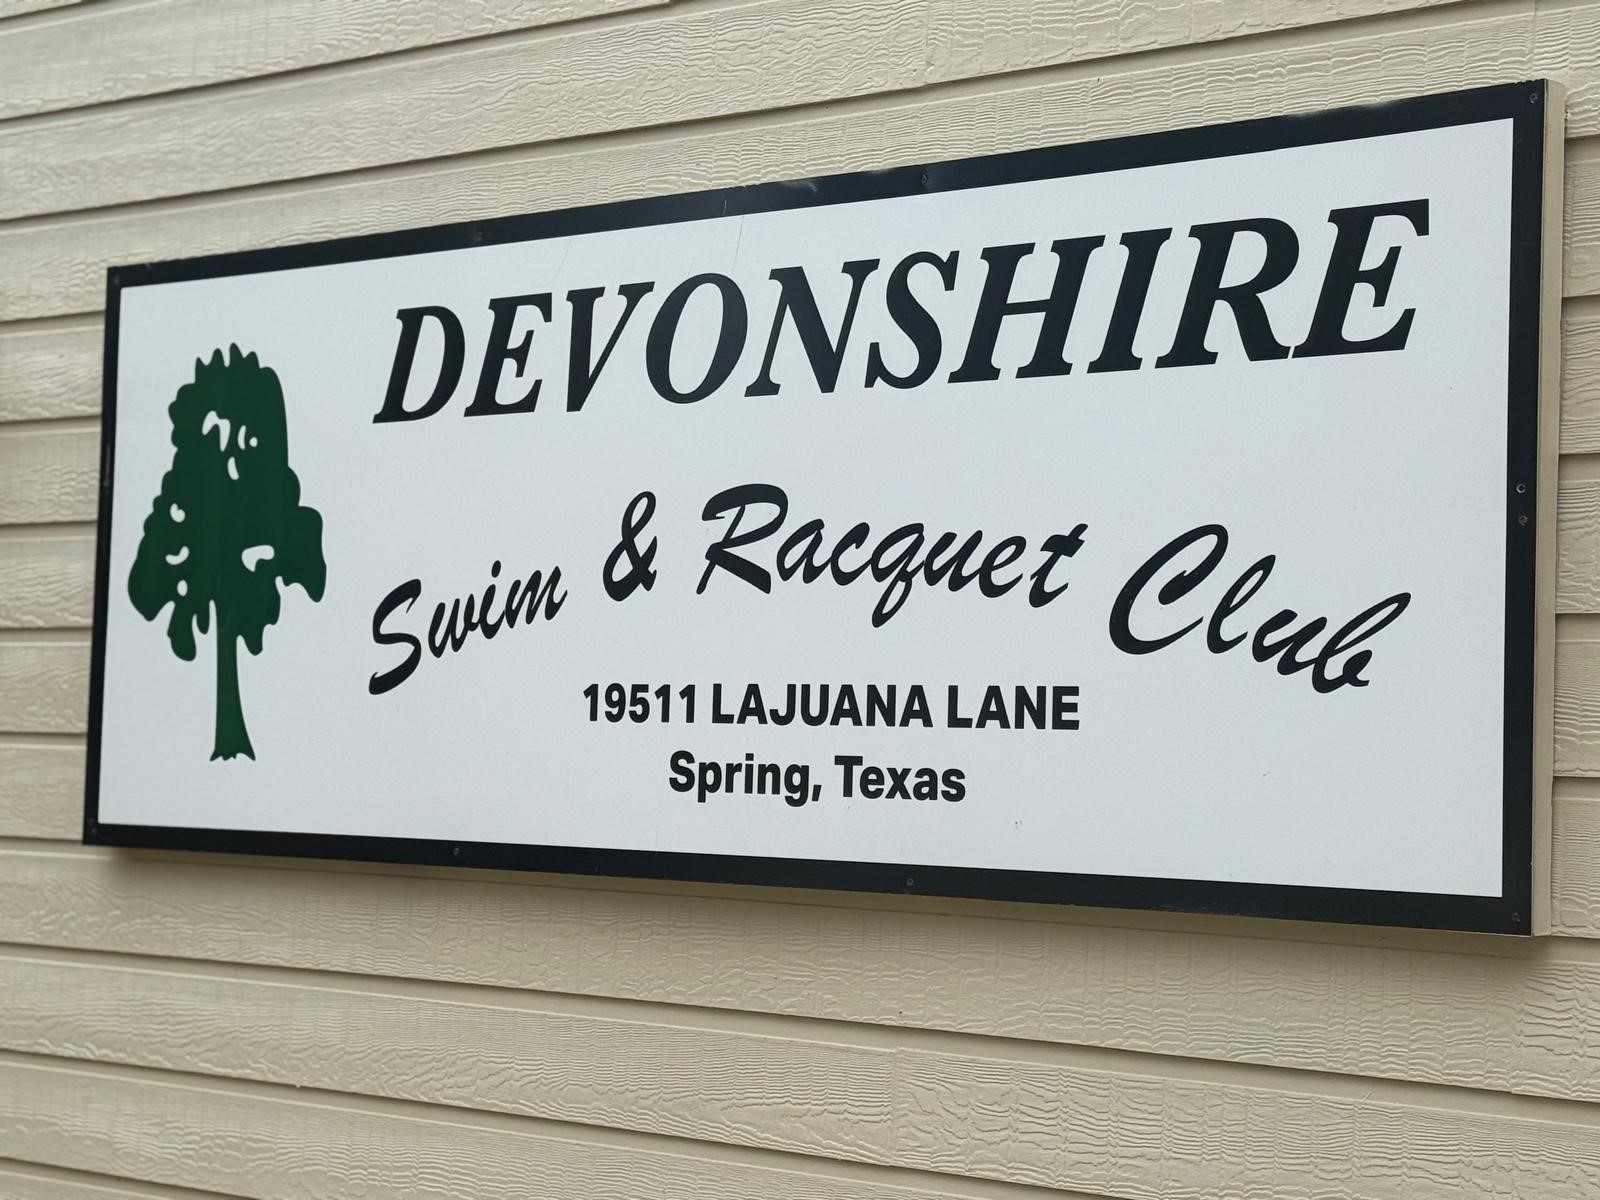 DEVONSHIRE
Swim & Racquet Club
19511 LAJUANA LANE
Spring, Texas